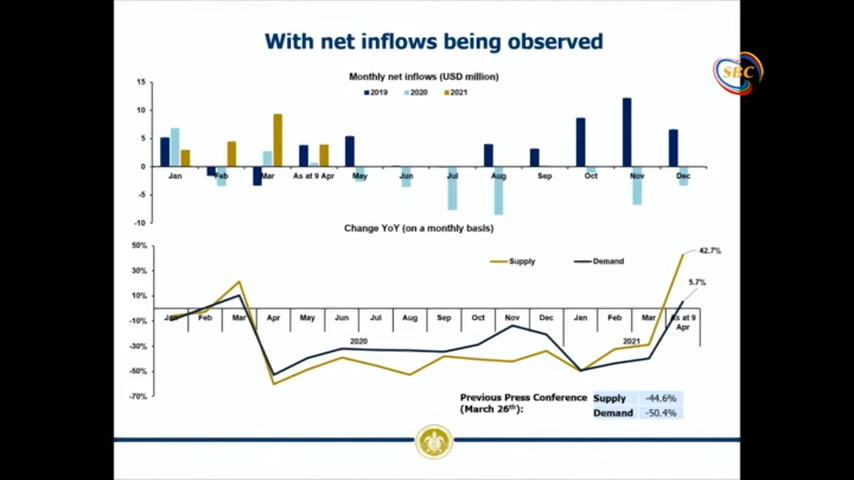 With net inflows being observed
SBC
Monthly net inflows (USD million)
2019 2020 2021
15
10
5
0
-5
-10
Jan Feb Mar As at 9 Apr May Jun Jul Aug Sep Oct Nov Dec
Change YoY (on a monthly basis)
50%
30%
10%
-10%
-30%
-50%
-70%
Supply Demand
42.7%
5.7%
Jan Feb Mar Apr May Jun Jul Aug Sep Oct Nov Dec Jan Feb Mar As at 9
Apr
2020 2021
Previous Press Conference
(March 26th):
Supply -44.6%
Demand -50.4%